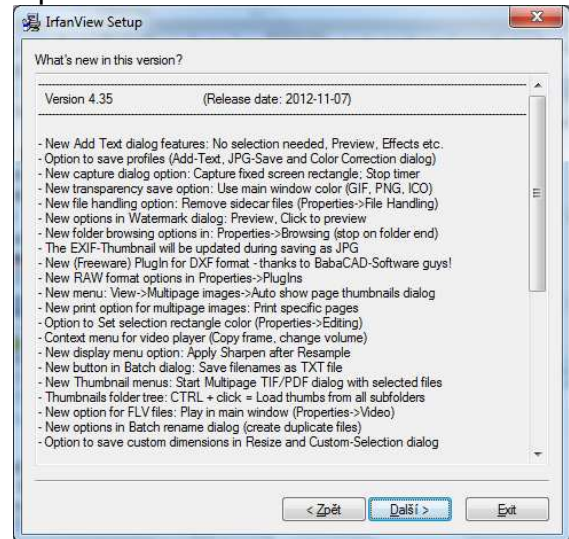 IrfanView Setup
What's new in this version?
Version 4.35 (Release date: 2012-11-07)
- New Add Text dialog features: No selection needed, Preview, Effects etc.
- Option to save profiles (Add-Text, JPG-Save and Color Correction dialog)
- New capture dialog option: Capture fixed screen rectangle; Stop timer
- New transparency save option: Use main window color (GIF, PNG, ICO)
- New file handling option: Remove sidecar files (Properties->File Handling)
- New options in Watermark dialog: Preview, Click to preview
- New folder browsing options in: Properties->Browsing (stop on folder end)
- The EXIF-Thumbnail will be updated during saving as JPG
- New (Freeware) PlugIn for DXF format - thanks to BabaCAD-Software guys!
- New RAW format options in Properties->PlugIns
- New menu: View->Multipage images->Auto show page thumbnails dialog
- New print option for multipage images: Print specific pages
- Option to Set selection rectangle color (Properties->Editing)
- Context menu for video player (Copy frame, change volume)
- New display menu option: Apply Sharpen after Resample
- New button in Batch dialog: Save filenames as TXT file
- New Thumbnail menus: Start Multipage TIF/PDF dialog with selected files
- Thumbnails folder tree: CTRL + click = Load thumbs from all subfolders
- New option for FLV files: Play in main window (Properties->Video)
- New options in Batch rename dialog (create duplicate files)
- Option to save custom dimensions in Resize and Custom-Selection dialog
< Zpět Další > Exit